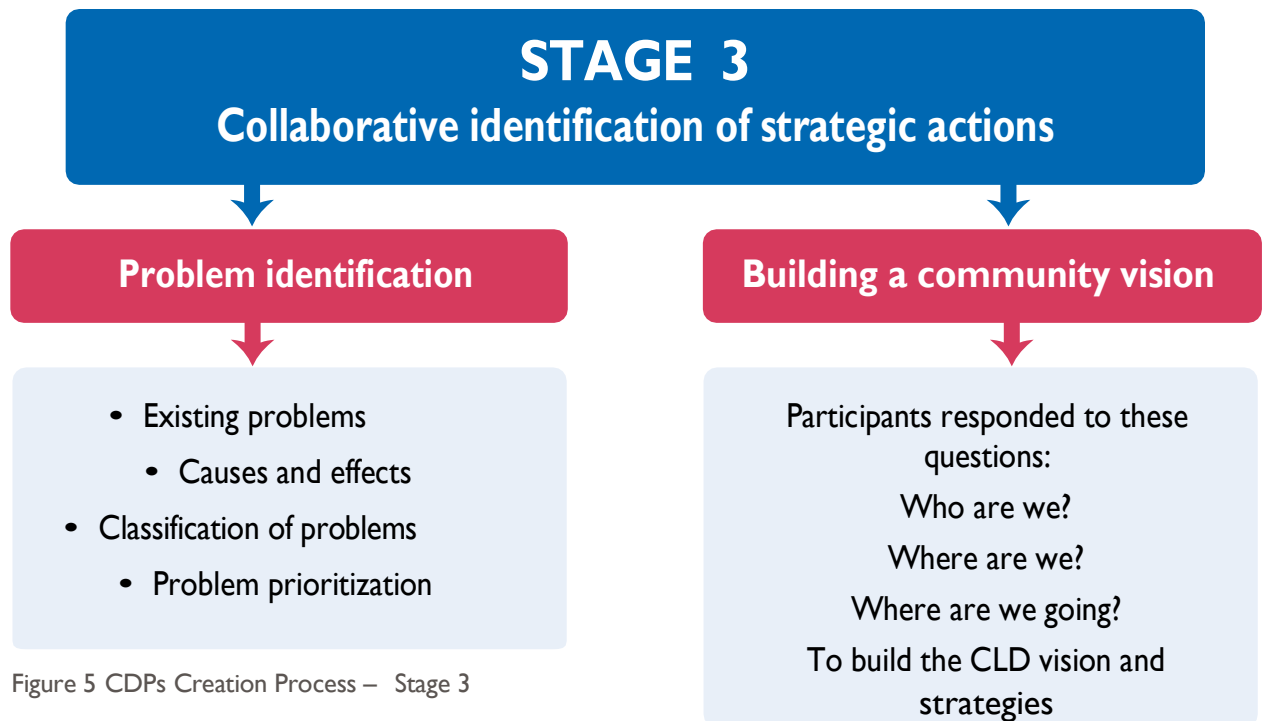 STAGE 3
Collaborative identification of strategic actions
Problem identification
• Existing problems
• Causes and effects
• Classification of problems
• Problem prioritization
Building a community vision
Participants responded to these
questions:
Who are we?
Where are we?
Where are we going?
To build the CLD vision and
strategies
Figure 5 CDPs Creation Process – Stage 3